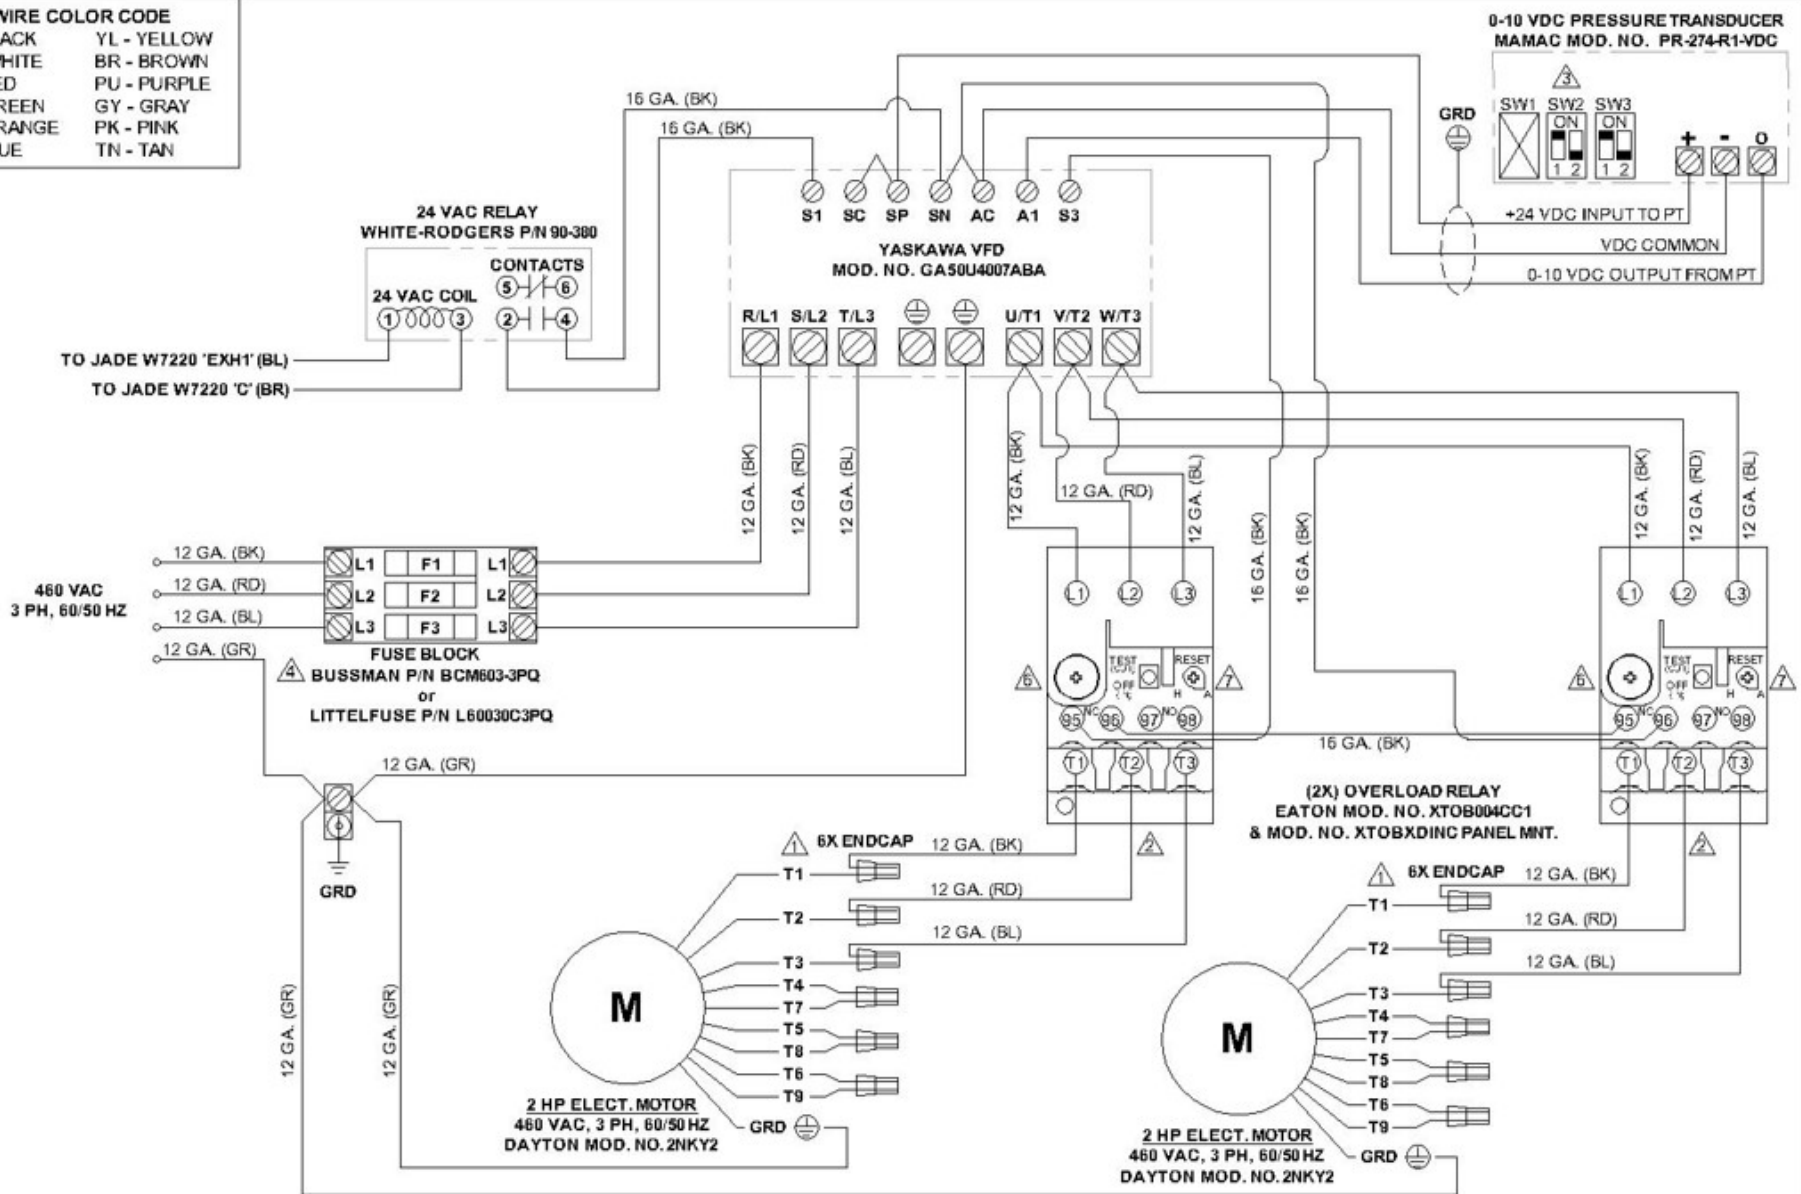 WIRE COLOR CODE
ACK YL - YELLOW
HITE BR - BROWN
ED PU - PURPLE
REEN GY - GRAY
RANGE PK - PINK
UE TN - TAN
0-10 VDC PRESSURE TRANSDUCER
MAMAC MOD. NO. PR-274-R1-VDC
3
SW1 SW2 SW3
ON ON
1 2 1 2
+ - O
GRD
+24 VDC INPUT TO PT
VDC COMMON
0-10 VDC OUTPUT FROM PT
16 GA. (BK)
16 GA. (BK)
S1 SC SP SN AC A1 S3
YASKAWA VFD
MOD. NO. GA50U4007ABA
R/L1 S/L2 T/L3 U/T1 V/T2 W/T3
24 VAC RELAY
WHITE-RODGERS P/N 90-380
CONTACTS
5 6
24 VAC COIL
1 3 2 4
TO JADE W7220 'EXH1' (BL)
TO JADE W7220 'C' (BR)
12 GA. (BK)
12 GA. (RD)
12 GA. (BL)
12 GA. (BK)
12 GA. (RD)
12 GA. (BL)
12 GA. (BK)
12 GA. (RD)
12 GA. (BL)
16 GA. (BK)
16 GA. (BK)
460 VAC
3 PH, 60/50 HZ
12 GA. (BK)
12 GA. (RD)
12 GA. (BL)
12 GA. (GR)
L1 F1 L1
L2 F2 L2
L3 F3 L3
4
FUSE BLOCK
BUSSMAN P/N BCM603-3PQ
or
LITTELFUSE P/N L60030C3PQ
L1 L2 L3
TEST RESET
OFF H A
6 7
95 NC 96 97 NO 98
T1 T2 T3
2
L1 L2 L3
TEST RESET
OFF H A
6 7
95 NC 96 97 NO 98
T1 T2 T3
2
16 GA. (BK)
(2X) OVERLOAD RELAY
EATON MOD. NO. XTOB004CC1
& MOD. NO. XTOBXDINC PANEL MNT.
12 GA. (GR)
GRD
12 GA. (GR)
12 GA. (GR)
1 6X ENDCAP
12 GA. (BK)
12 GA. (RD)
12 GA. (BL)
T1
T2
T3
T4
T7
T5
T8
T6
T9
GRD
M
2 HP ELECT. MOTOR
460 VAC, 3 PH, 60/50 HZ
DAYTON MOD. NO. 2NKY2
1 6X ENDCAP
12 GA. (BK)
12 GA. (RD)
12 GA. (BL)
T1
T2
T3
T4
T7
T5
T8
T6
T9
GRD
M
2 HP ELECT. MOTOR
460 VAC, 3 PH, 60/50 HZ
DAYTON MOD. NO. 2NKY2